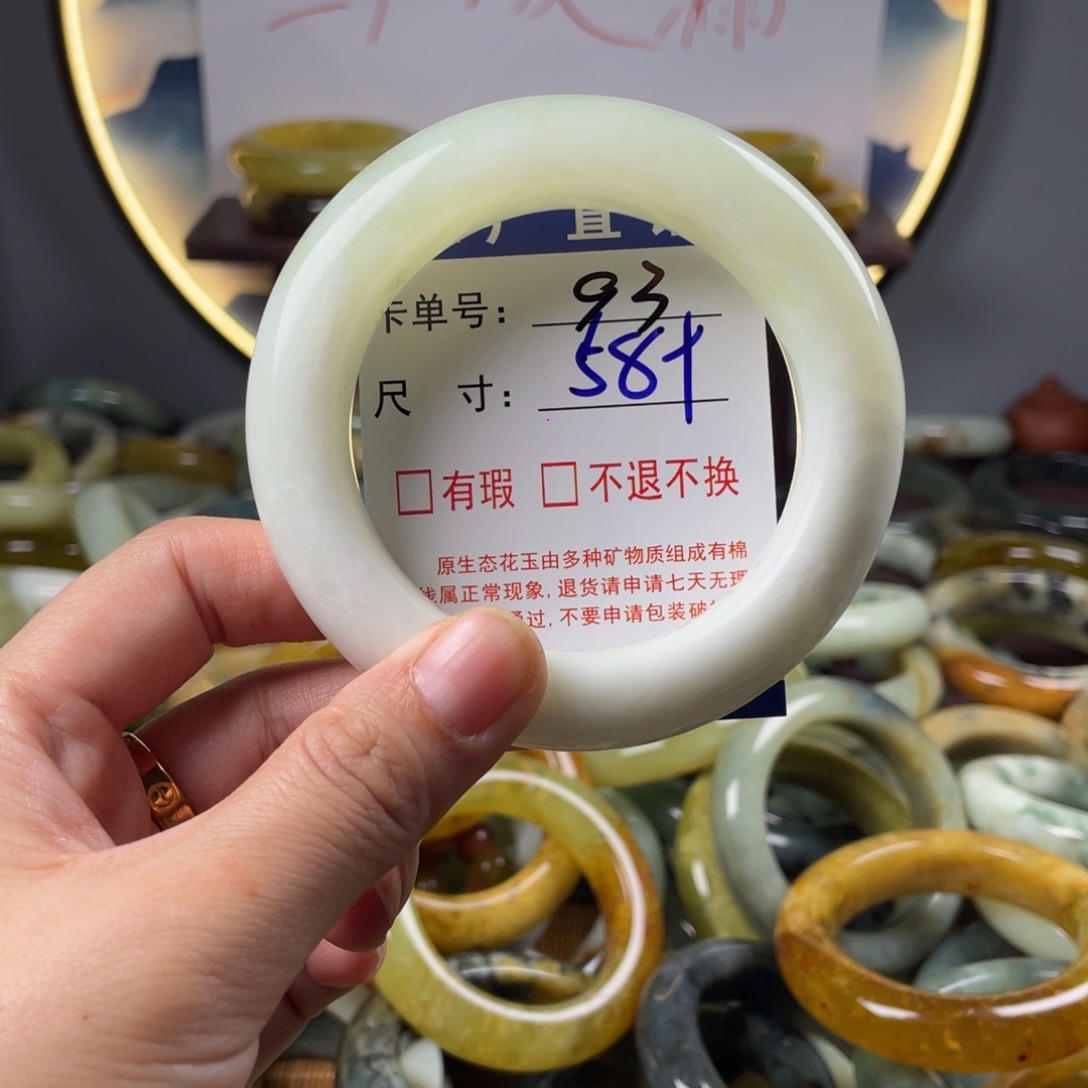 厂直
卡单号： 93
尺 寸： 58+
□有瑕 □不退不换
原生态花玉由多种矿物质组成有棉
线属正常现象，退货请申请七天无理
过，不要申请包装破